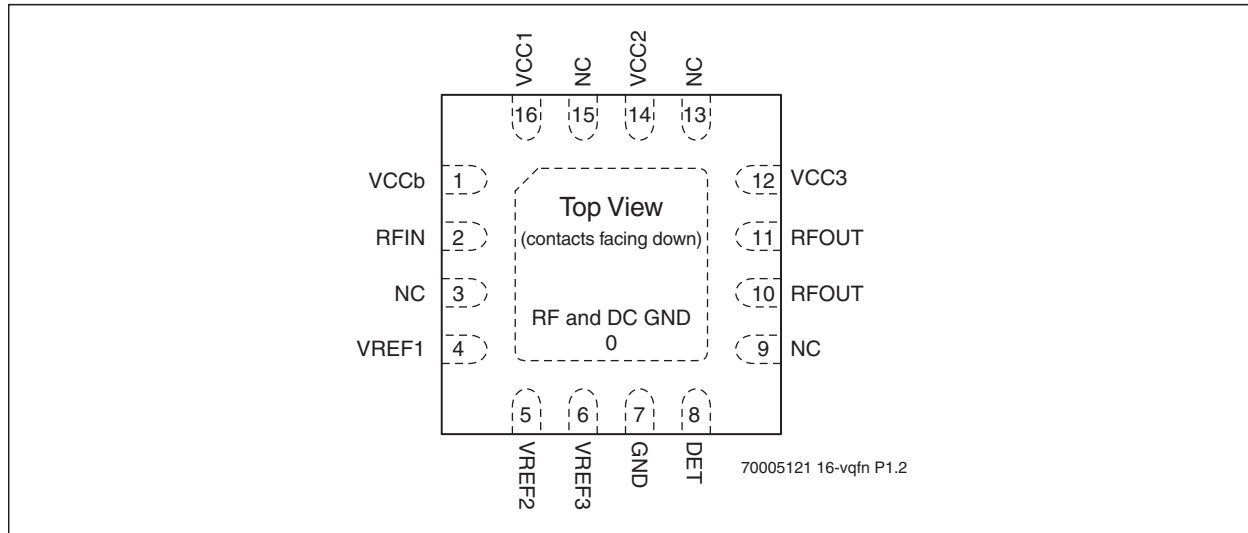 VCC1 NC VCC2 NC
16 15 14 13
VCCb 1 12 VCC3
Top View
RFIN 2 (contacts facing down) 11 RFOUT
NC 3 10 RFOUT
RF and DC GND
0
VREF1 4 9 NC
5 6 7 8
VREF2 VREF3 GND DET
70005121 16-vqfn P1.2